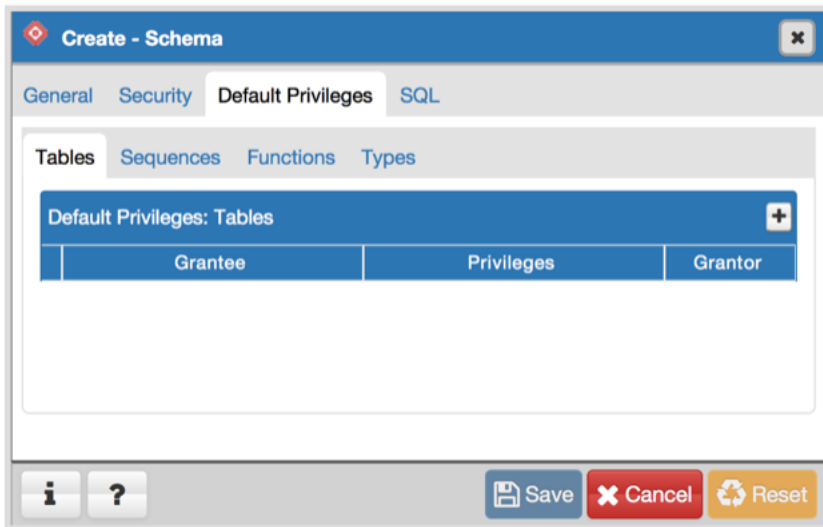 Create - Schema
General Security Default Privileges SQL
Tables Sequences Functions Types
Default Privileges: Tables
Grantee Privileges Grantor
i ? Save Cancel Reset